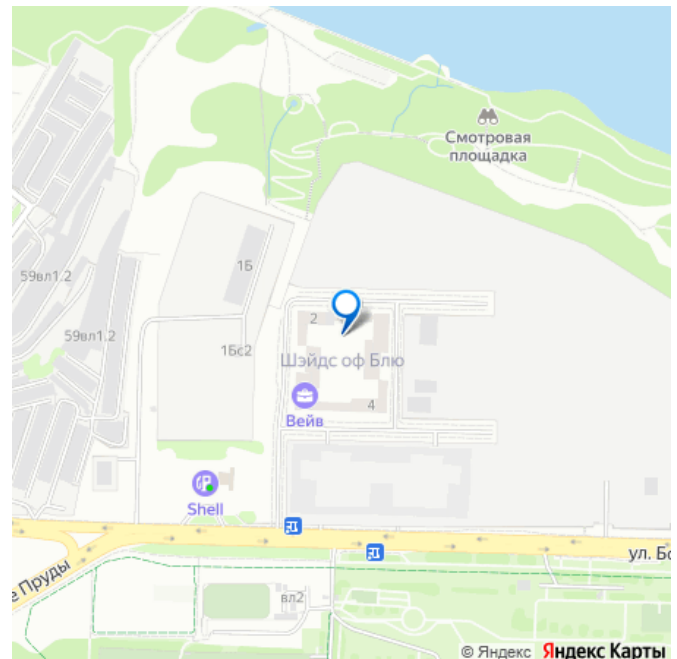 Смотровая
площадка
1Б
59вл1.2
59вл1.2
1Бс2
2
Шэйдс оф Блю
Вейв
4
Shell
ул. Бо
е Пруды
вл2
© Яндекс Яндекс Карты